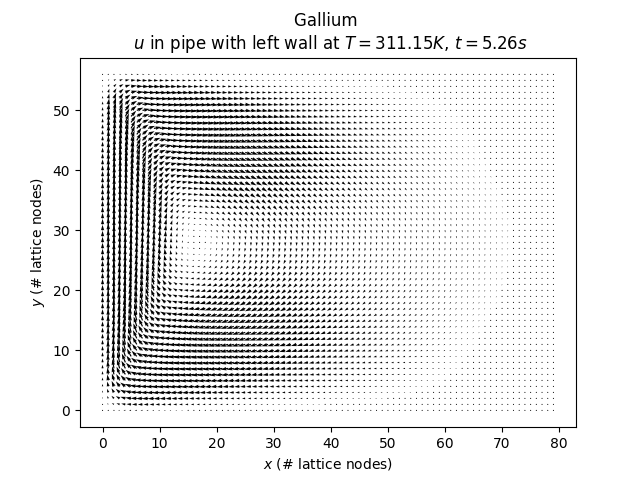 Gallium
u in pipe with left wall at T = 311.15K, t = 5.26s
50
40
30
20
10
0
y (# lattice nodes)
0 10 20 30 40 50 60 70 80
x (# lattice nodes)